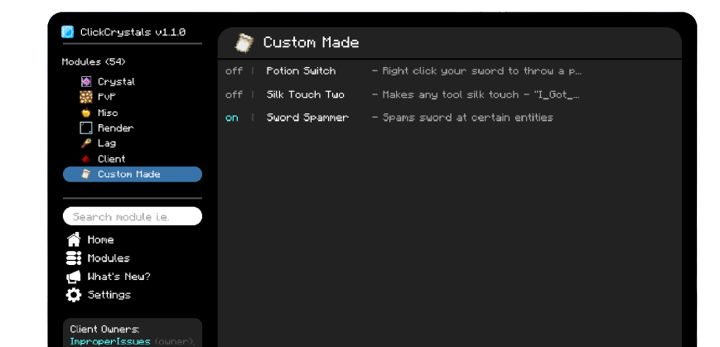 ClickCrystals v1.1.0
Modules (54)
Crystal
PvP
Misc
Render
Lag
Client
Custom Made
Search module i.e.
Home
Modules
What's New?
Settings
Client Owners:
ImproperIssues (owner),
Custom Made
off | Potion Switch - Right click your sword to throw a p...
off | Silk Touch Two - Makes any tool silk touch - "I_Got_...
on | Sword Spammer - Spams sword at certain entities